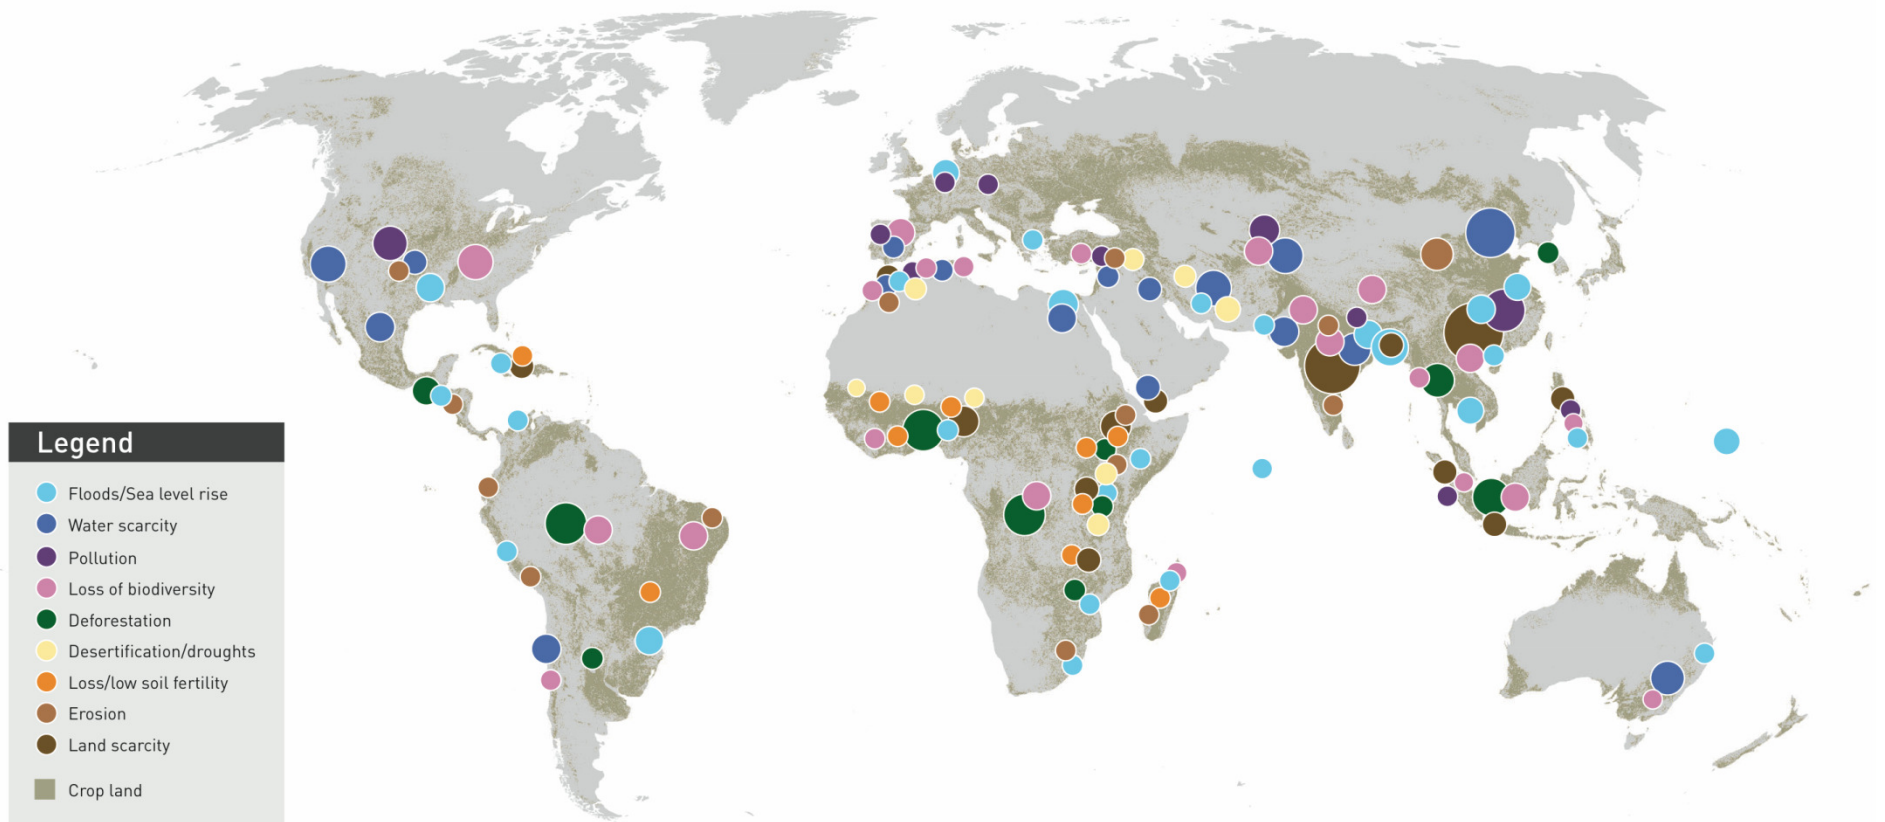 Legend
Floods/Sea level rise
Water scarcity
Pollution
Loss of biodiversity
Deforestation
Desertification/droughts
Loss/low soil fertility
Erosion
Land scarcity
Crop land